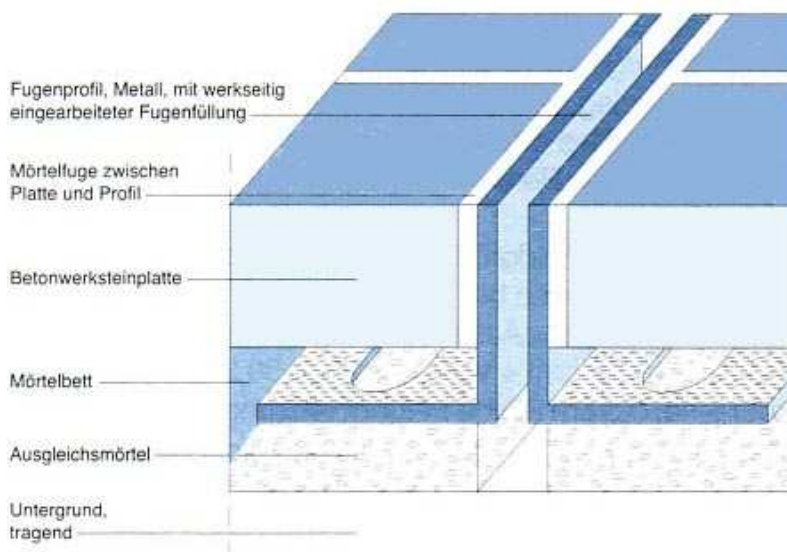 Fugenprofil, Metall, mit werkseitig
eingearbeiteter Fugenfüllung
Mörtelfuge zwischen
Platte und Profil
Betonwerksteinplatte
Mörtelbett
Ausgleichsmörtel
Untergrund,
tragend